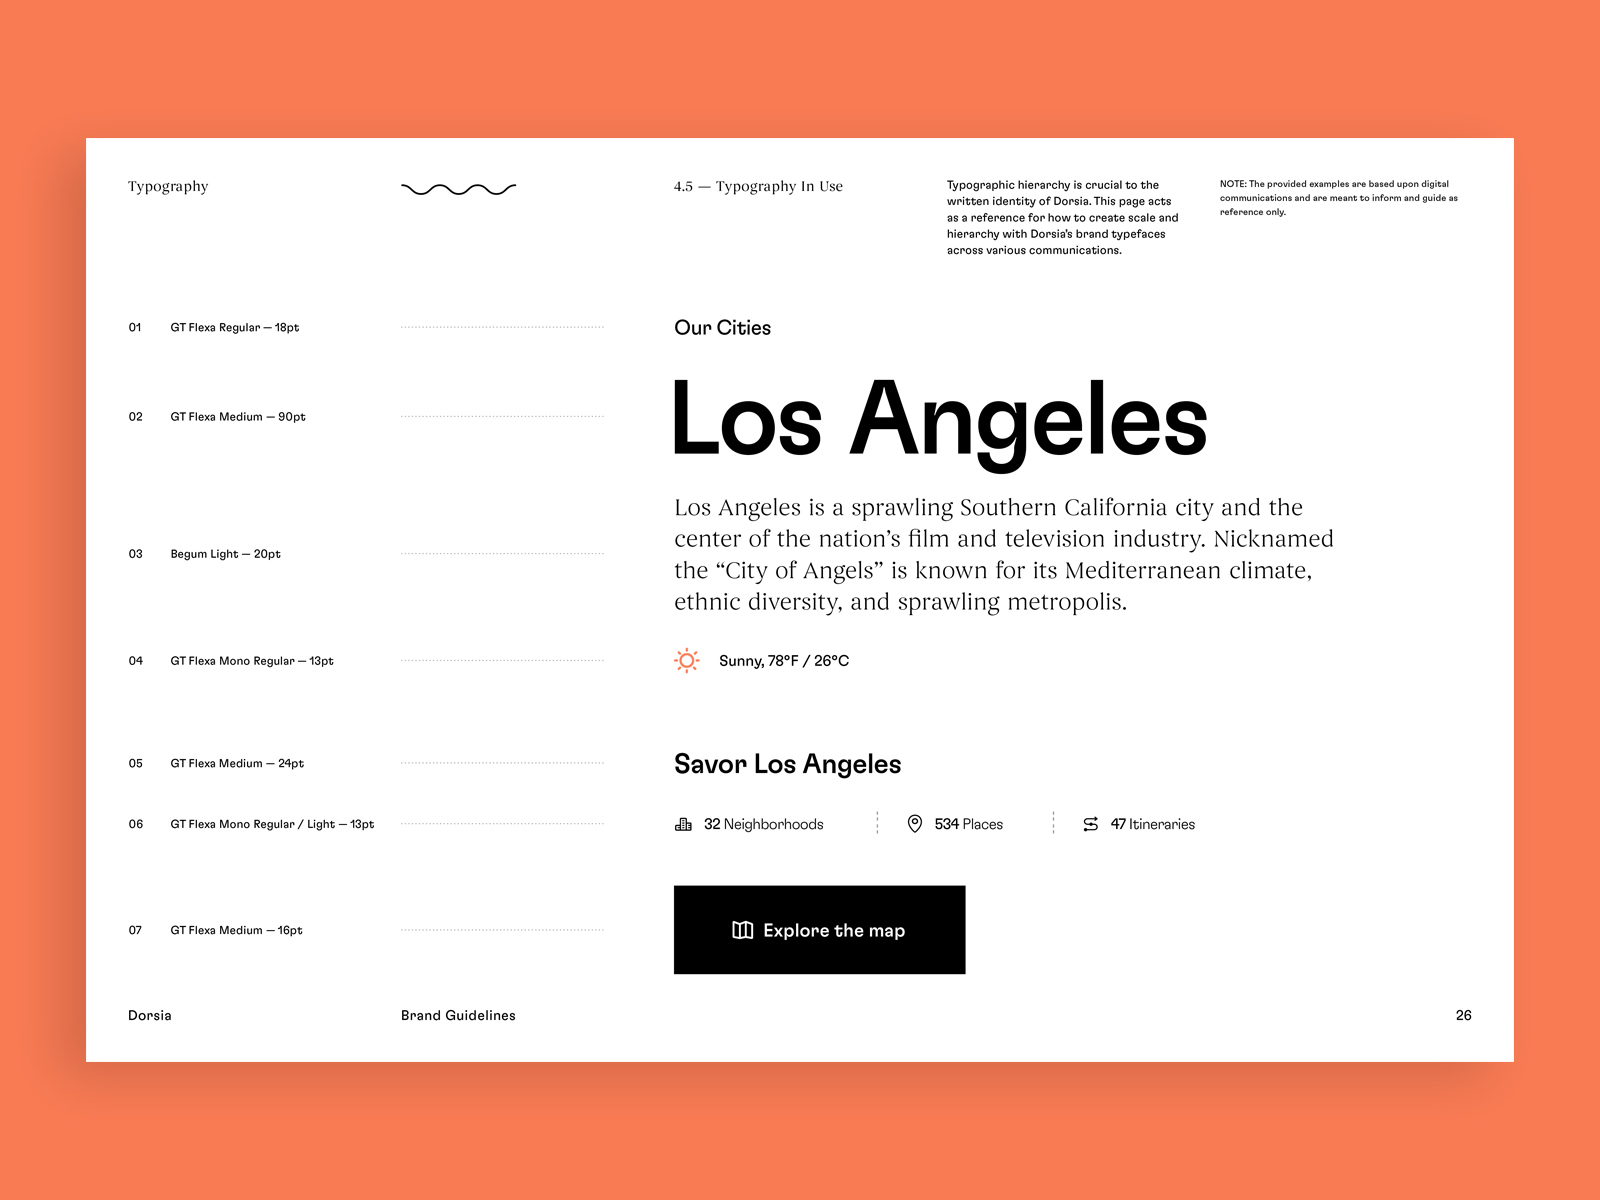 Typography
4.5 — Typography In Use
Typographic hierarchy is crucial to the
written identity of Dorsia. This page acts
as a reference for how to create scale and
hierarchy with Dorsia's brand typefaces
across various communications.
NOTE: The provided examples are based upon digital
communications and are meant to inform and guide as
reference only.
01 GT Flexa Regular — 18pt
Our Cities
02 GT Flexa Medium — 90pt
Los Angeles
03 Begum Light — 20pt
Los Angeles is a sprawling Southern California city and the
center of the nation’s film and television industry. Nicknamed
the “City of Angels” is known for its Mediterranean climate,
ethnic diversity, and sprawling metropolis.
04 GT Flexa Mono Regular — 13pt
Sunny, 78°F / 26°C
05 GT Flexa Medium — 24pt
Savor Los Angeles
06 GT Flexa Mono Regular / Light — 13pt
32 Neighborhoods
534 Places
47 Itineraries
07 GT Flexa Medium — 16pt
Explore the map
Dorsia
Brand Guidelines
26